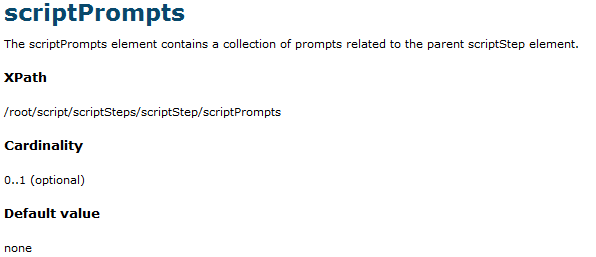 scriptPrompts
The scriptPrompts element contains a collection of prompts related to the parent scriptStep element.
XPath
/root/script/scriptSteps/scriptStep/scriptPrompts
Cardinality
0..1 (optional)
Default value
none